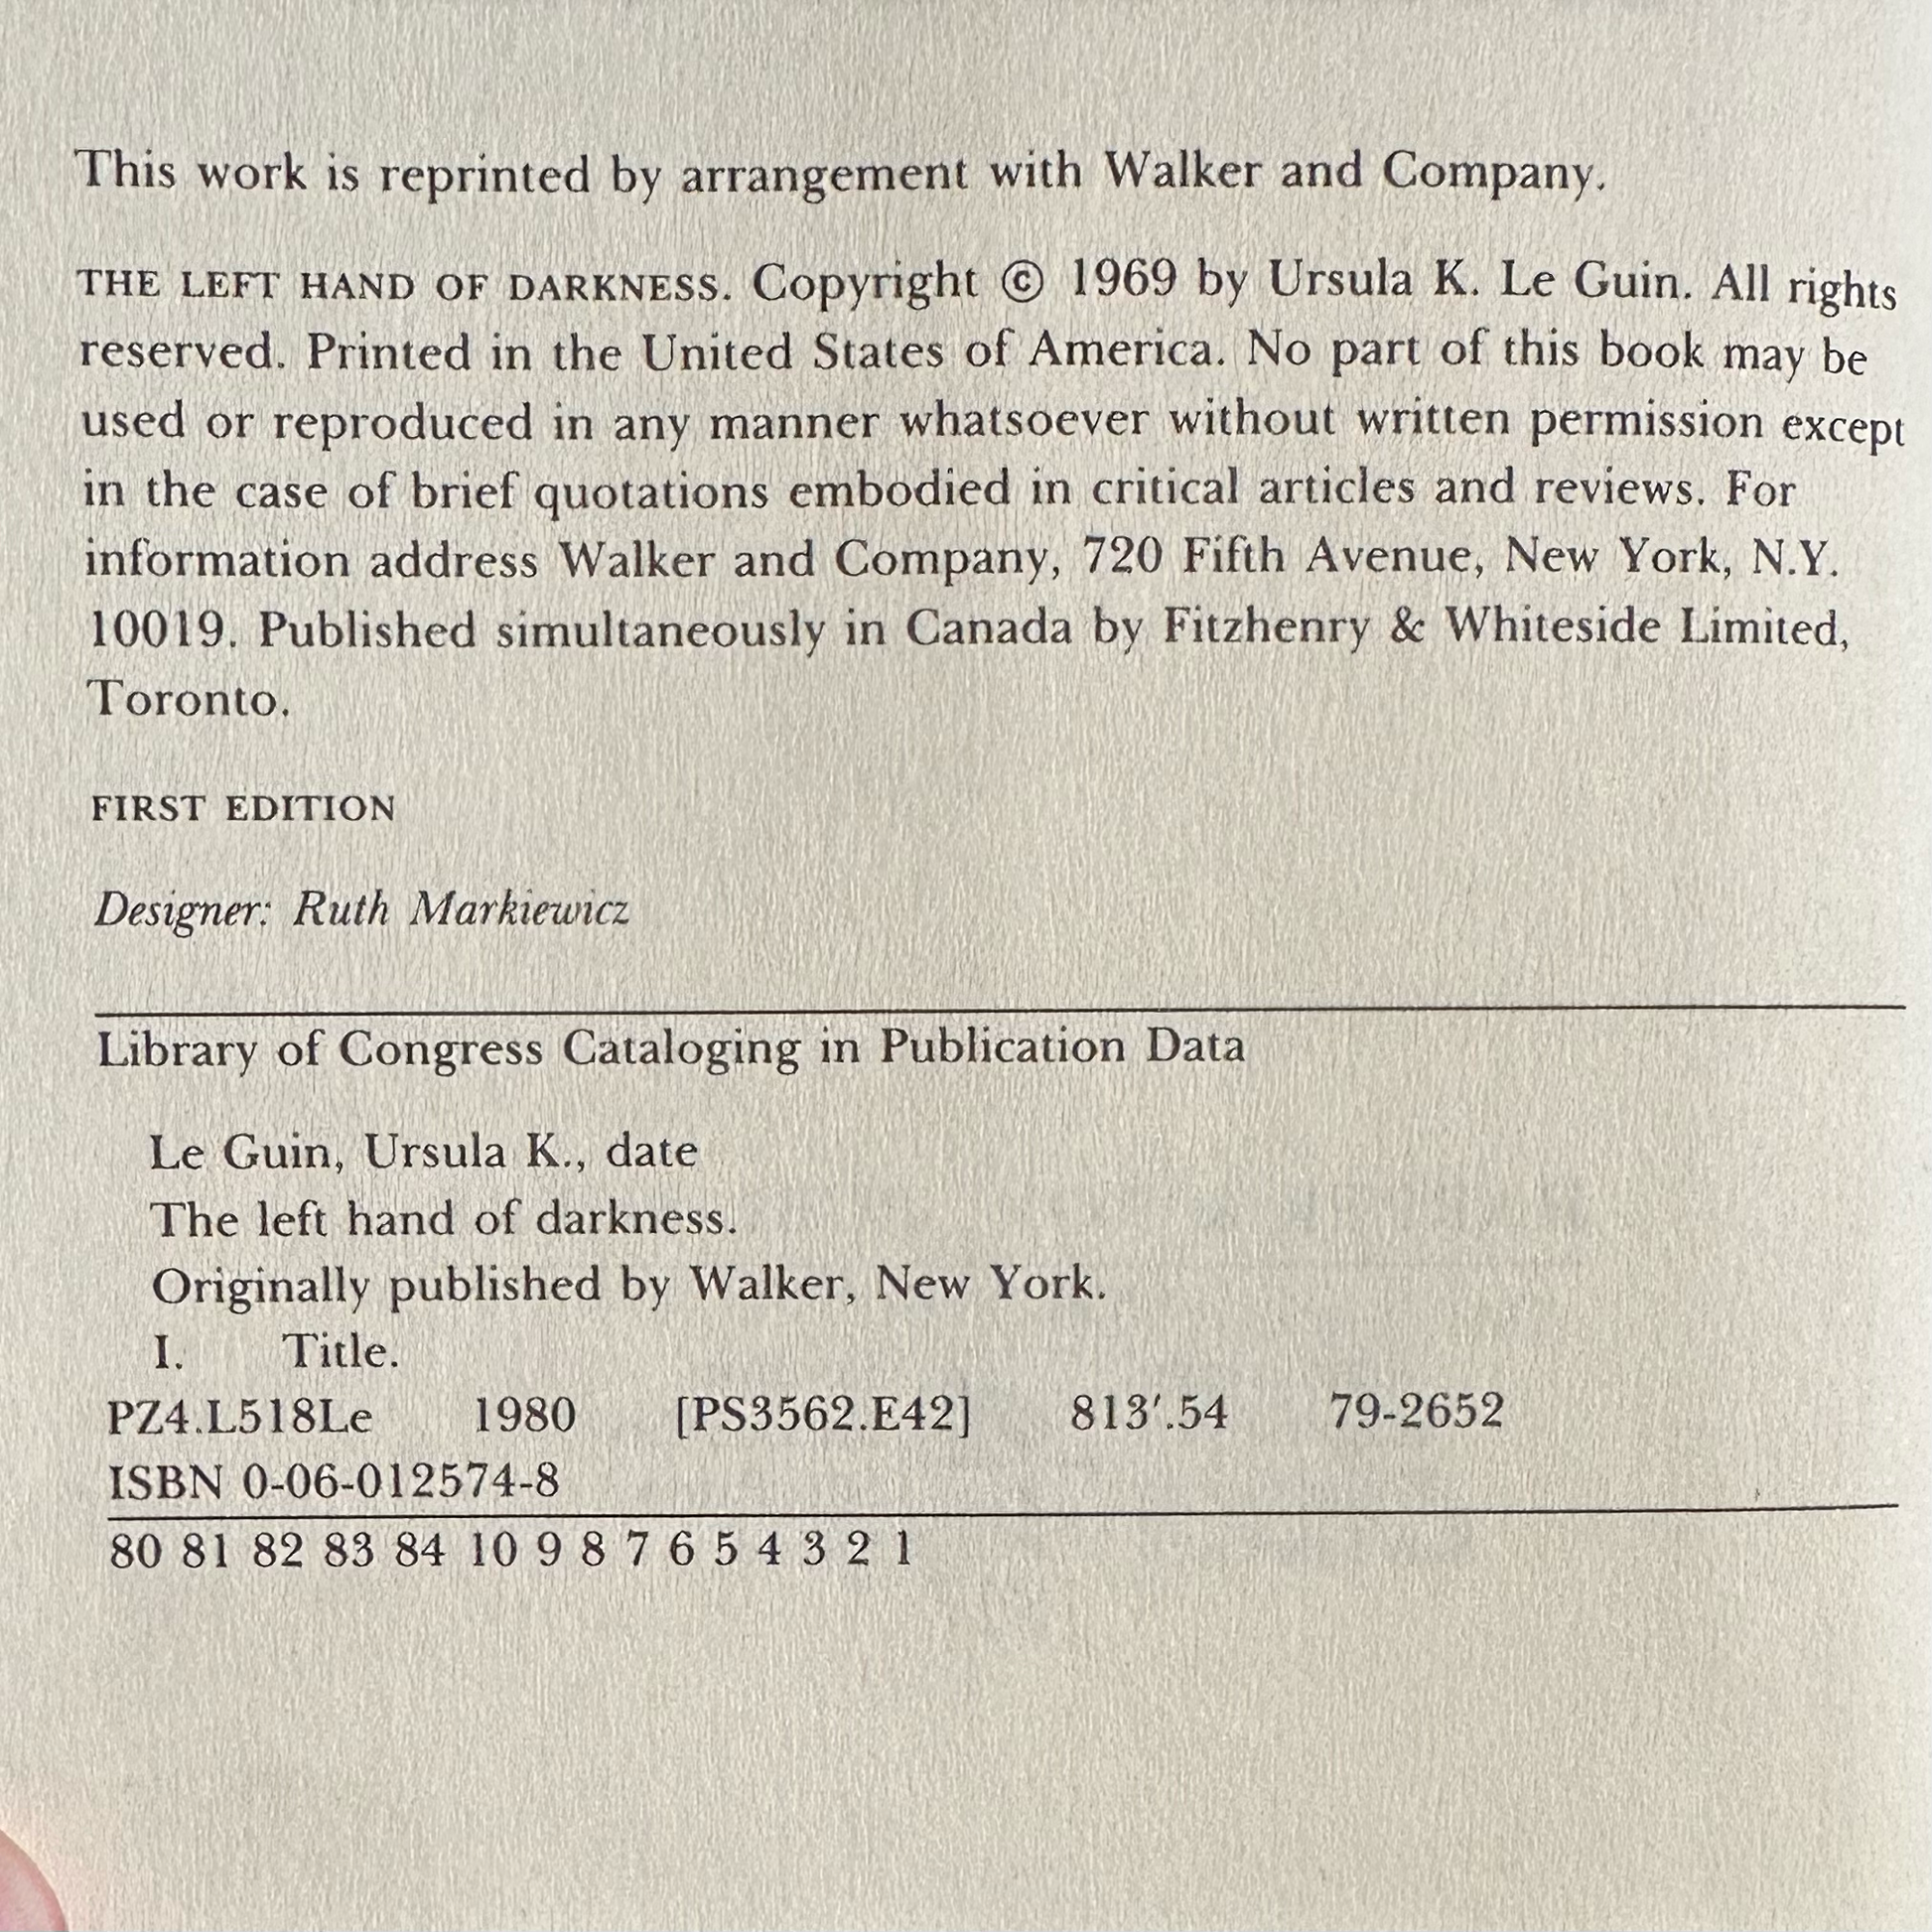 This work is reprinted by arrangement with Walker and Company.
THE LEFT HAND OF DARKNESS. Copyright © 1969 by Ursula K. Le Guin. All rights
reserved. Printed in the United States of America. No part of this book may be
used or reproduced in any manner whatsoever without written permission except
in the case of brief quotations embodied in critical articles and reviews. For
information address Walker and Company, 720 Fifth Avenue, New York, N.Y.
10019. Published simultaneously in Canada by Fitzhenry & Whiteside Limited,
Toronto.
FIRST EDITION
Designer: Ruth Markiewicz
Library of Congress Cataloging in Publication Data
Le Guin, Ursula K., date
The left hand of darkness.
Originally published by Walker, New York.
I. Title.
PZ4.L518Le 1980 [PS3562.E42] 813′.54 79-2652
ISBN 0-06-012574-8
80 81 82 83 84 10 9 8 7 6 5 4 3 2 1